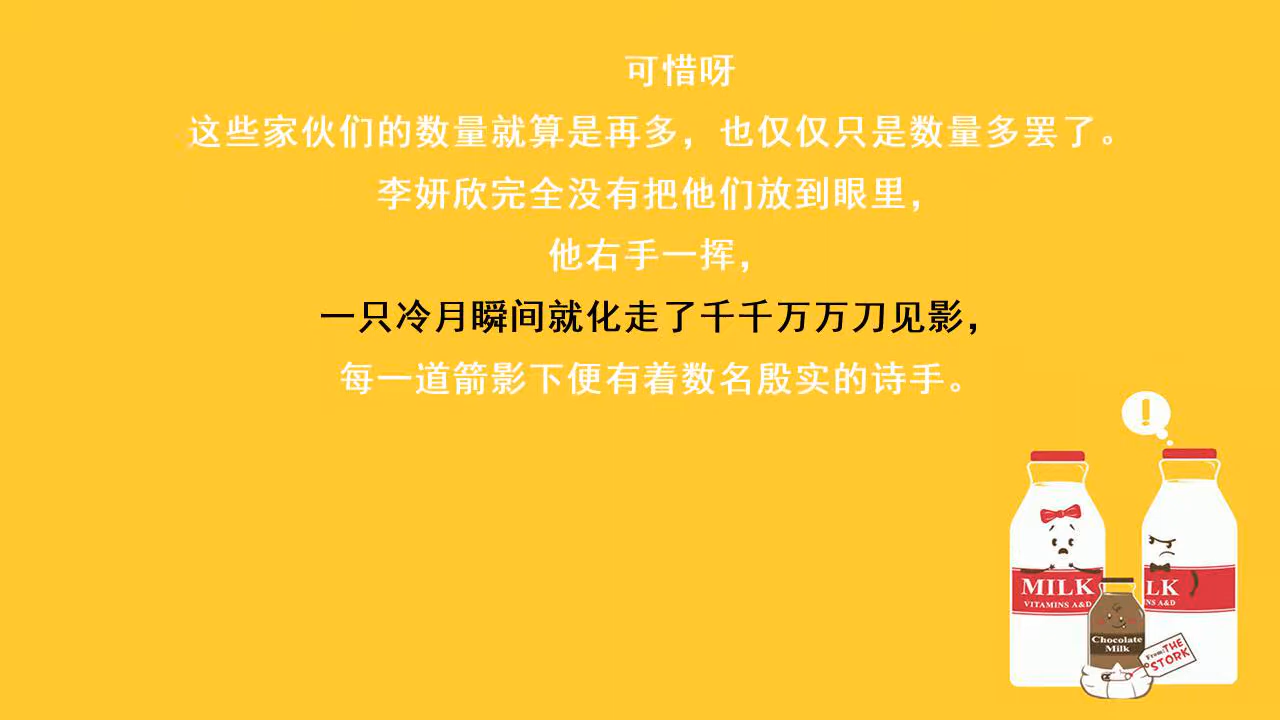 可惜呀
这些家伙们的数量就算是再多，也仅仅只是数量多罢了。
李妍欣完全没有把他们放到眼里，
他右手一挥，
一只冷月瞬间就化走了千千万万刀见影，
每一道箭影下便有着数名殷实的诗手。
!
MILK
VITAMINS A&D
LK
NS A&D
Chocolate
Milk
From: THE
STORK